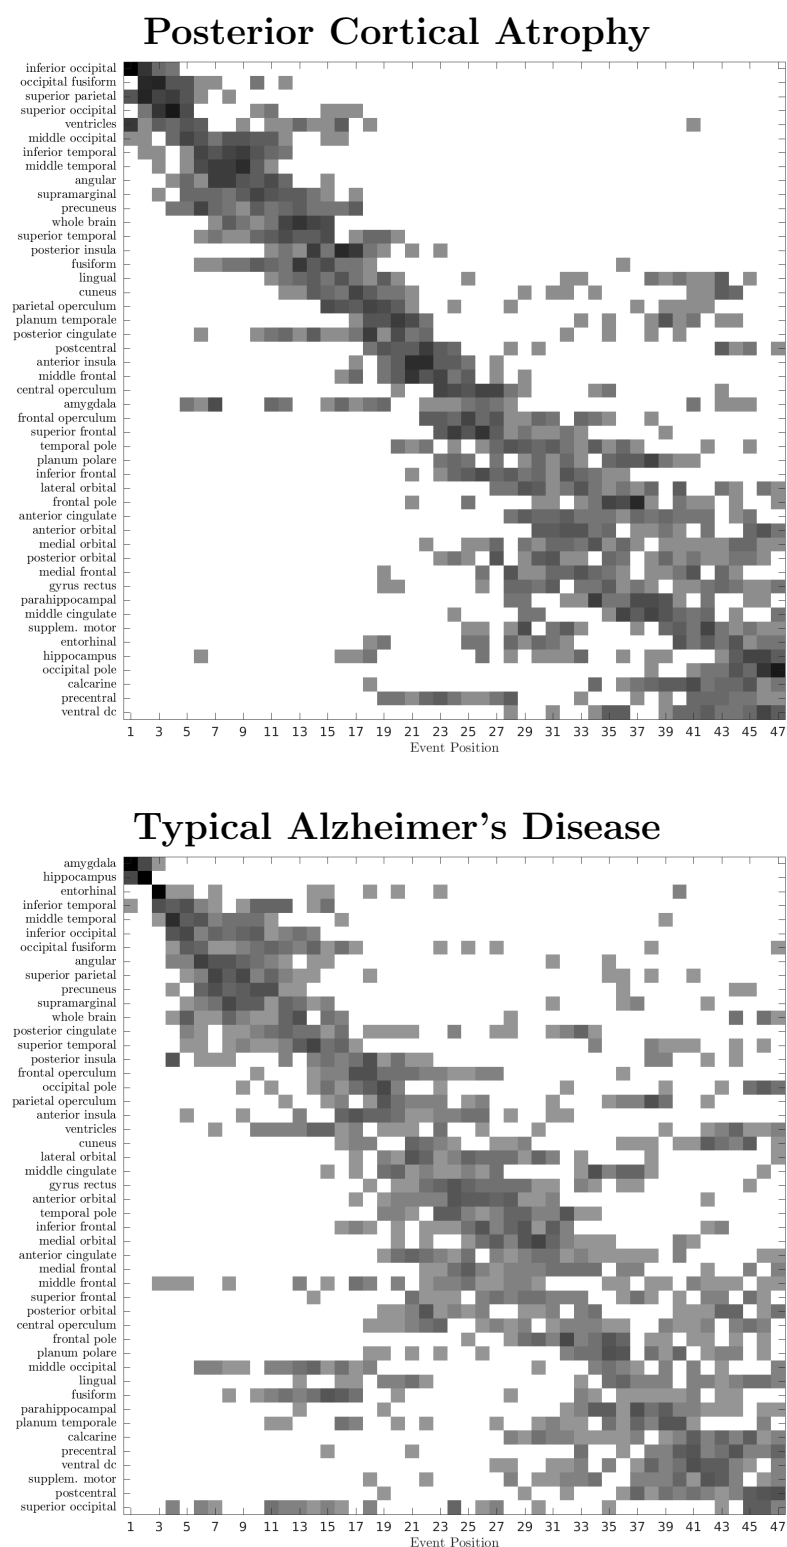 Posterior Cortical Atrophy
inferior occipital
occipital fusiform
superior parietal
superior occipital
ventricles
middle occipital
inferior temporal
middle temporal
angular
supramarginal
precuneus
whole brain
superior temporal
posterior insula
fusiform
lingual
cuneus
parietal operculum
planum temporale
posterior cingulate
postcentral
anterior insula
middle frontal
central operculum
amygdala
frontal operculum
superior frontal
temporal pole
planum polare
inferior frontal
lateral orbital
frontal pole
anterior cingulate
anterior orbital
medial orbital
posterior orbital
medial frontal
gyrus rectus
parahippocampal
middle cingulate
supplem. motor
entorhinal
hippocampus
occipital pole
calcarine
precentral
ventral dc
1 3 5 7 9 11 13 15 17 19 21 23 25 27 29 31 33 35 37 39 41 43 45 47
Event Position
Typical Alzheimer's Disease
amygdala
hippocampus
entorhinal
inferior temporal
middle temporal
inferior occipital
occipital fusiform
angular
superior parietal
precuneus
supramarginal
whole brain
posterior cingulate
superior temporal
posterior insula
frontal operculum
occipital pole
parietal operculum
anterior insula
ventricles
cuneus
lateral orbital
middle cingulate
gyrus rectus
anterior orbital
temporal pole
inferior frontal
medial orbital
anterior cingulate
medial frontal
middle frontal
superior frontal
posterior orbital
central operculum
frontal pole
planum polare
middle occipital
lingual
fusiform
parahippocampal
planum temporale
calcarine
precentral
ventral dc
supplem. motor
postcentral
superior occipital
1 3 5 7 9 11 13 15 17 19 21 23 25 27 29 31 33 35 37 39 41 43 45 47
Event Position